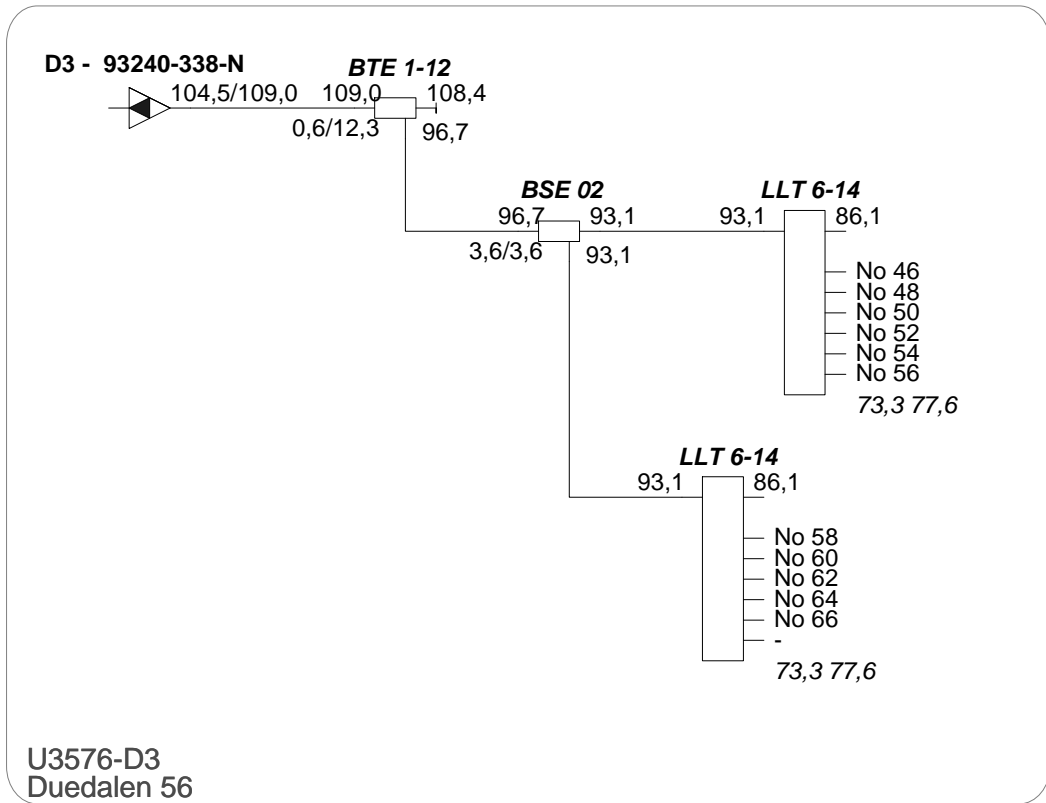 D3 - 93240-338-N
BTE 1-12
104,5/109,0
109,0
108,4
0,6/12,3
96,7
BSE 02
LLT 6-14
96,7
93,1
93,1
86,1
3,6/3,6
93,1
No 46
No 48
No 50
No 52
No 54
No 56
73,3 77,6
LLT 6-14
93,1
86,1
No 58
No 60
No 62
No 64
No 66
-
73,3 77,6
U3576-D3
Duedalen 56